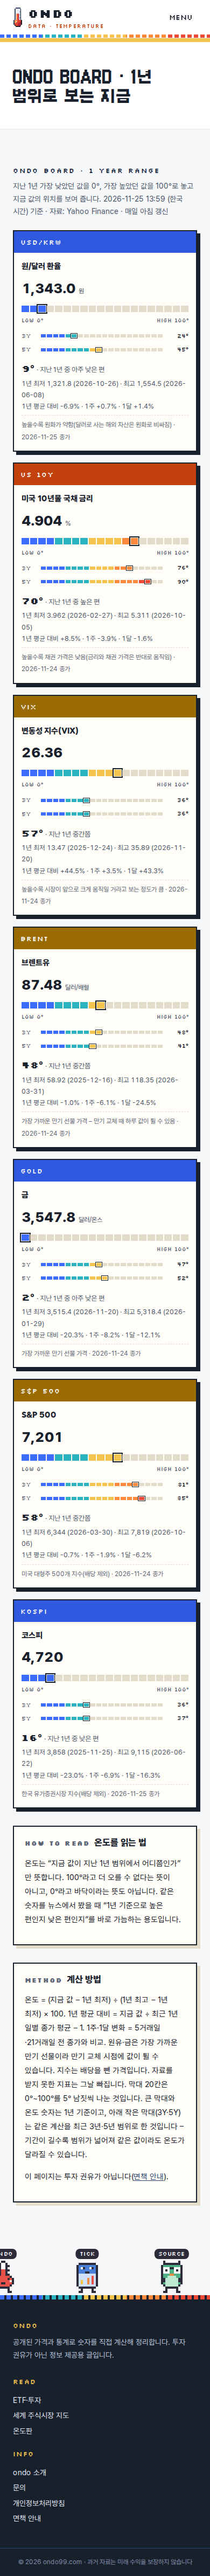 ONDO
DATA · TEMPERATURE
MENU
ONDO BOARD · 1년
범위로 보는 지금
ONDO BOARD · 1 YEAR RANGE
지난 1년 가장 낮았던 값을 0°, 가장 높았던 값을 100°로 놓고
지금 값의 위치를 보여 줍니다. 2026-11-25 13:59 (한국
시간) 기준 · 자료: Yahoo Finance · 매일 아침 갱신
USD/KRW
원/달러 환율
1,343.0 원
LOW 0° HIGH 100°
3Y 24°
5Y 45°
9° · 지난 1년 중 아주 낮은 편
1년 최저 1,321.8 (2026-10-26) · 최고 1,554.5 (2026-
06-08)
1년 평균 대비 -6.9% · 1주 +0.7% · 1달 +1.4%
높을수록 원화가 약함(달러로 사는 해외 자산은 원화로 비싸짐) ·
2026-11-25 종가
US 10Y
미국 10년물 국채 금리
4.904 %
LOW 0° HIGH 100°
3Y 76°
5Y 90°
70° · 지난 1년 중 높은 편
1년 최저 3.962 (2026-02-27) · 최고 5.311 (2026-10-
05)
1년 평균 대비 +8.5% · 1주 -3.9% · 1달 -1.6%
높을수록 채권 가격은 낮음(금리와 채권 가격은 반대로 움직임) ·
2026-11-24 종가
VIX
변동성 지수(VIX)
26.36
LOW 0° HIGH 100°
3Y 36°
5Y 36°
57° · 지난 1년 중간쯤
1년 최저 13.47 (2025-12-24) · 최고 35.89 (2026-11-
20)
1년 평균 대비 +44.5% · 1주 +3.5% · 1달 +43.3%
높을수록 시장이 앞으로 크게 움직일 거라고 보는 정도가 큼 · 2026-
11-24 종가
BRENT
브렌트유
87.48 달러/배럴
LOW 0° HIGH 100°
3Y 48°
5Y 41°
48° · 지난 1년 중간쯤
1년 최저 58.92 (2025-12-16) · 최고 118.35 (2026-
03-31)
1년 평균 대비 -1.0% · 1주 -6.1% · 1달 -24.5%
가장 가까운 만기 선물 가격 – 만기 교체 때 하루 값이 튈 수 있음 ·
2026-11-24 종가
GOLD
금
3,547.8 달러/온스
LOW 0° HIGH 100°
3Y 47°
5Y 52°
2° · 지난 1년 중 아주 낮은 편
1년 최저 3,515.4 (2026-11-20) · 최고 5,318.4 (2026-
01-29)
1년 평균 대비 -20.3% · 1주 -8.2% · 1달 -12.1%
가장 가까운 만기 선물 가격 · 2026-11-24 종가
S&P 500
S&P 500
7,201
LOW 0° HIGH 100°
3Y 81°
5Y 85°
58° · 지난 1년 중간쯤
1년 최저 6,344 (2026-03-30) · 최고 7,819 (2026-10-
06)
1년 평균 대비 -0.7% · 1주 -1.9% · 1달 -6.2%
미국 대형주 500개 지수(배당 제외) · 2026-11-24 종가
KOSPI
코스피
4,720
LOW 0° HIGH 100°
3Y 36°
5Y 37°
16° · 지난 1년 중 낮은 편
1년 최저 3,858 (2025-11-25) · 최고 9,115 (2026-06-
22)
1년 평균 대비 -23.0% · 1주 -6.9% · 1달 -16.3%
한국 유가증권시장 지수(배당 제외) · 2026-11-25 종가
HOW TO READ 온도를 읽는 법
온도는 "지금 값이 지난 1년 범위에서 어디쯤인가"
만 뜻합니다. 100°라고 더 오를 수 없다는 뜻이
아니고, 0°라고 바닥이라는 뜻도 아닙니다. 같은
숫자를 뉴스에서 봤을 때 "1년 기준으로 높은
편인지 낮은 편인지"를 바로 가늠하는 용도입니다.
METHOD 계산 방법
온도 = (지금 값 − 1년 최저) ÷ (1년 최고 − 1년
최저) × 100. 1년 평균 대비 = 지금 값 ÷ 최근 1년
일별 종가 평균 − 1. 1주·1달 변화 = 5거래일
·21거래일 전 종가와 비교. 원유·금은 가장 가까운
만기 선물이라 만기 교체 시점에 값이 튈 수
있습니다. 지수는 배당을 뺀 가격입니다. 자료를
받지 못한 지표는 그날 빠집니다. 막대 20칸은
0°~100°를 5° 남짓씩 나눈 것입니다. 큰 막대와
온도 숫자는 1년 기준이고, 아래 작은 막대(3Y·5Y)
는 같은 계산을 최근 3년·5년 범위로 한 것입니다 –
기간이 길수록 범위가 넓어져 같은 값이라도 온도가
달라질 수 있습니다.
이 페이지는 투자 권유가 아닙니다(면책 안내).
NDO
TICK
SOURCE
ONDO
공개된 가격과 통계로 숫자를 직접 계산해 정리합니다. 투자
권유가 아닌 정보 제공용 글입니다.
READ
ETF·투자
세계 주식시장 지도
온도판
INFO
ondo 소개
문의
개인정보처리방침
면책 안내
© 2026 ondo99.com · 과거 자료는 미래 수익을 보장하지 않습니다